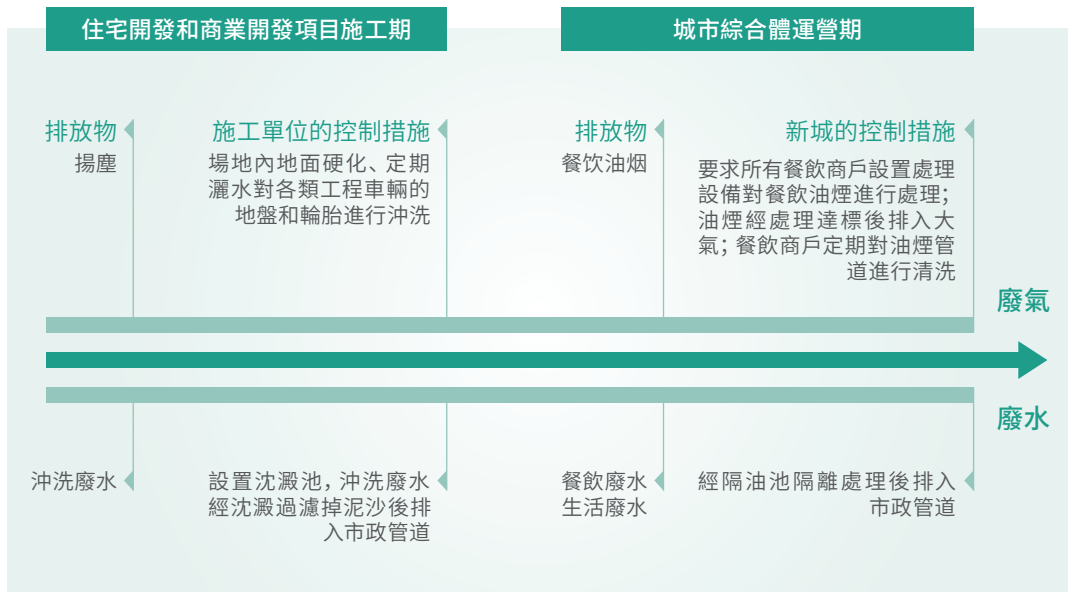 住宅開發和商業開發項目施工期
城市綜合體運營期
排放物
揚塵
施工單位的控制措施
場地內地面硬化、定期
灑水對各類工程車輛的
地盤和輪胎進行沖洗
排放物
餐饮油烟
新城的控制措施
要求所有餐飲商戶設置處理
設備對餐飲油煙進行處理;
油煙經處理達標後排入大
氣;餐飲商戶定期對油煙管
道進行清洗
廢氣
廢水
沖洗廢水
設置沈澱池,沖洗廢水
經沈澱過濾掉泥沙後排
入市政管道
餐飲廢水
生活廢水
經隔油池隔離處理後排入
市政管道